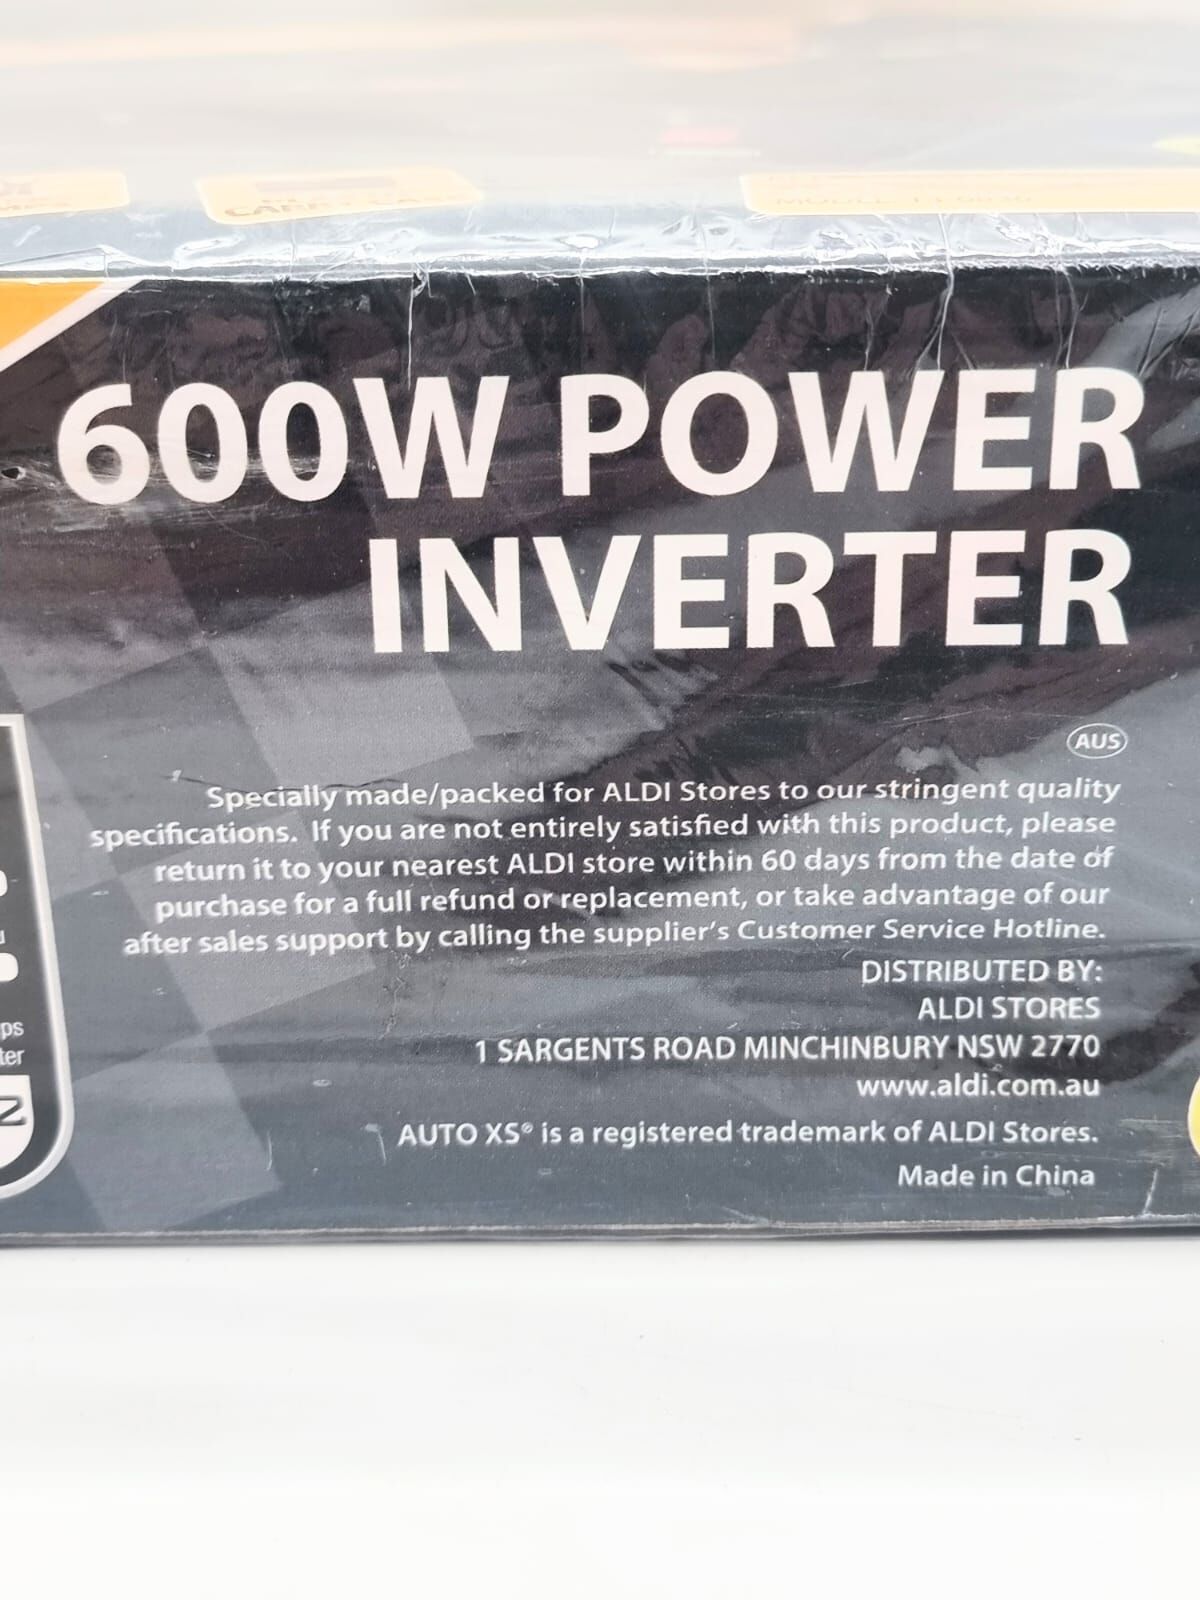 CARRY CASE
600W POWER
INVERTER
AUS
Specially made/packed for ALDI Stores to our stringent quality
specifications. If you are not entirely satisfied with this product, please
return it to your nearest ALDI store within 60 days from the date of
purchase for a full refund or replacement, or take advantage of our
after sales support by calling the supplier's Customer Service Hotline.
DISTRIBUTED BY:
ALDI STORES
1 SARGENTS ROAD MINCHINBURY NSW 2770
www.aldi.com.au
AUTO XS® is a registered trademark of ALDI Stores.
Made in China
ps
ter
N